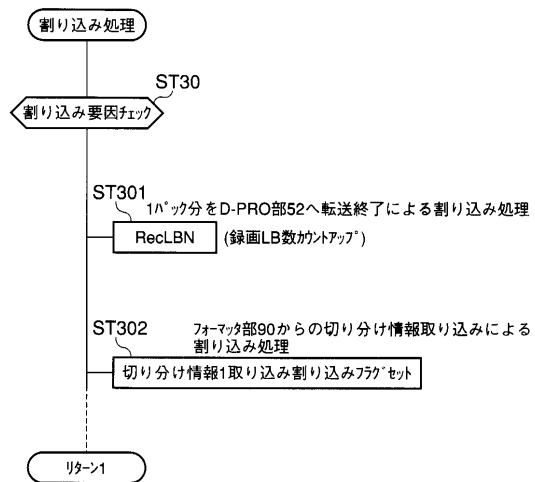 割り込み処理
ST30
割り込み要因ﾁｪｯｸ
ST301
1ﾊﾟｯｸ分をD-PRO部52へ転送終了による割り込み処理
RecLBN (録画LB数ｶｳﾝﾄｱｯﾌﾟ)
ST302
ﾌｫｰﾏｯﾀ部90からの切り分け情報取り込みによる
割り込み処理
切り分け情報1取り込み割り込みﾌﾗｸﾞｾｯﾄ
ﾘﾀｰﾝ1